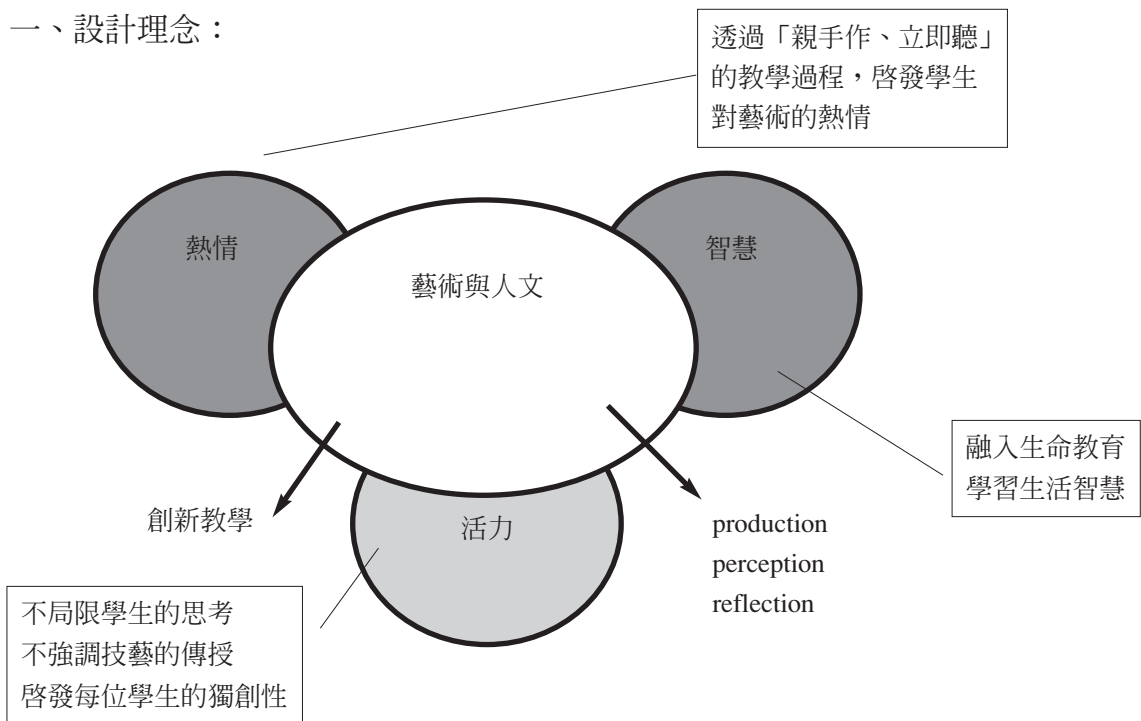 一、設計理念：
透過「親手作、立即聽」
的教學過程，啓發學生
對藝術的熱情
熱情
智慧
藝術與人文
融入生命教育
學習生活智慧
創新教學
活力
production
perception
reflection
不局限學生的思考
不強調技藝的傳授
啓發每位學生的獨創性